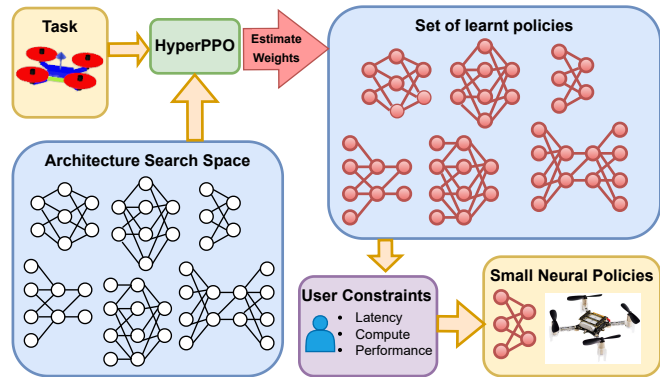 Task
HyperPPO
Estimate
Weights
Set of learnt policies
Architecture Search Space
User Constraints
• Latency
• Compute
• Performance
Small Neural Policies